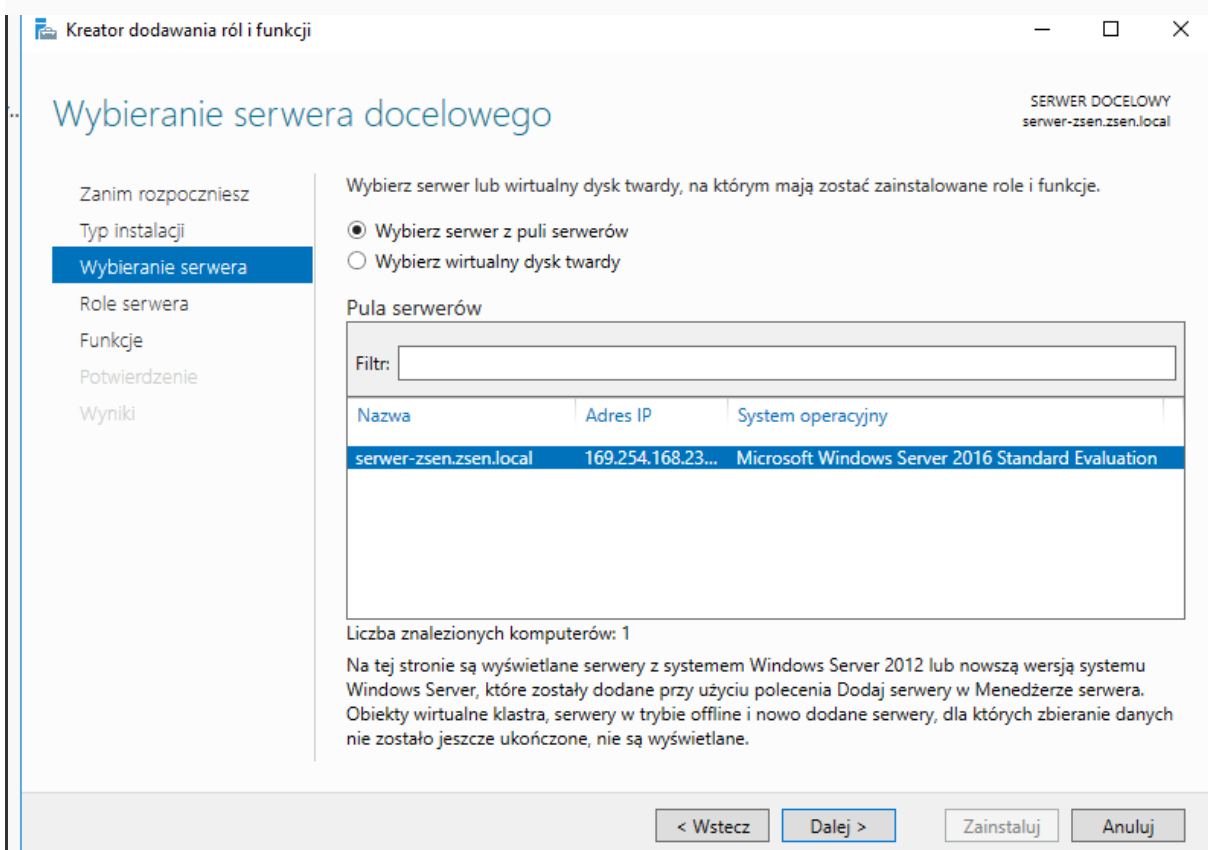 Kreator dodawania ról i funkcji
Wybieranie serwera docelowego
SERWER DOCELOWY
serwer-zsen.zsen.local
Zanim rozpoczniesz
Typ instalacji
Wybieranie serwera
Role serwera
Funkcje
Potwierdzenie
Wyniki
Wybierz serwer lub wirtualny dysk twardy, na którym mają zostać zainstalowane role i funkcje.
Wybierz serwer z puli serwerów
Wybierz wirtualny dysk twardy
Pula serwerów
Filtr:
Nazwa Adres IP System operacyjny
serwer-zsen.zsen.local 169.254.168.23... Microsoft Windows Server 2016 Standard Evaluation
Liczba znalezionych komputerów: 1
Na tej stronie są wyświetlane serwery z systemem Windows Server 2012 lub nowszą wersją systemu
Windows Server, które zostały dodane przy użyciu polecenia Dodaj serwery w Menedżerze serwera.
Obiekty wirtualne klastra, serwery w trybie offline i nowo dodane serwery, dla których zbieranie danych
nie zostało jeszcze ukończone, nie są wyświetlane.
< Wstecz Dalej > Zainstaluj Anuluj